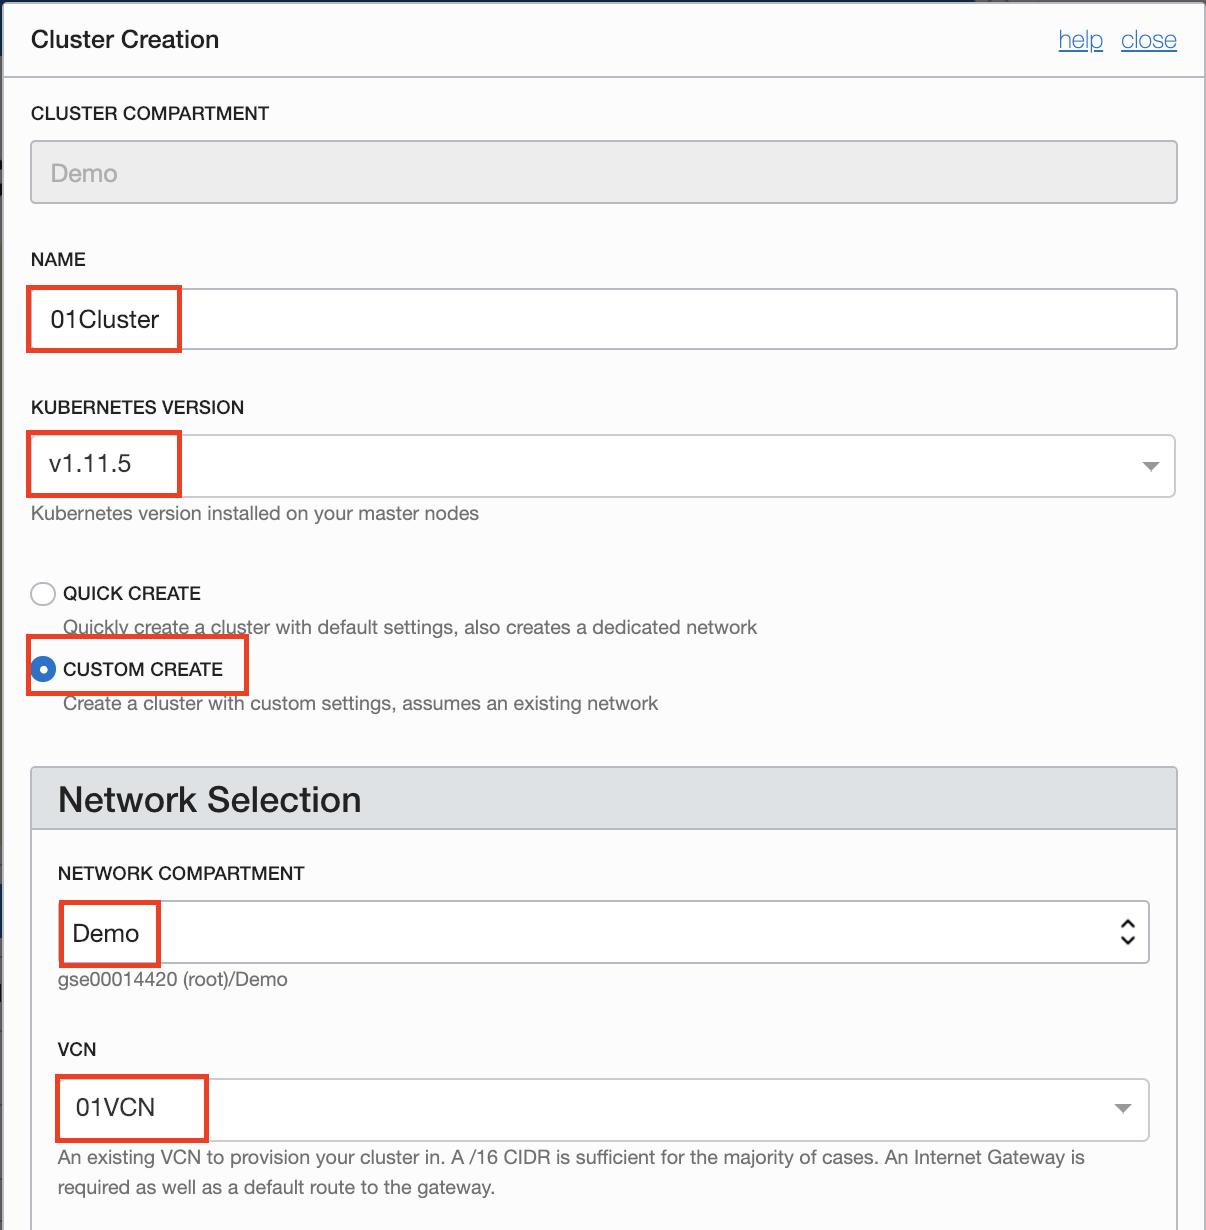 Cluster Creation
help close
CLUSTER COMPARTMENT
Demo
NAME
01Cluster
KUBERNETES VERSION
v1.11.5
Kubernetes version installed on your master nodes
QUICK CREATE
Quickly create a cluster with default settings, also creates a dedicated network
CUSTOM CREATE
Create a cluster with custom settings, assumes an existing network
Network Selection
NETWORK COMPARTMENT
Demo
gse00014420 (root)/Demo
VCN
01VCN
An existing VCN to provision your cluster in. A /16 CIDR is sufficient for the majority of cases. An Internet Gateway is
required as well as a default route to the gateway.